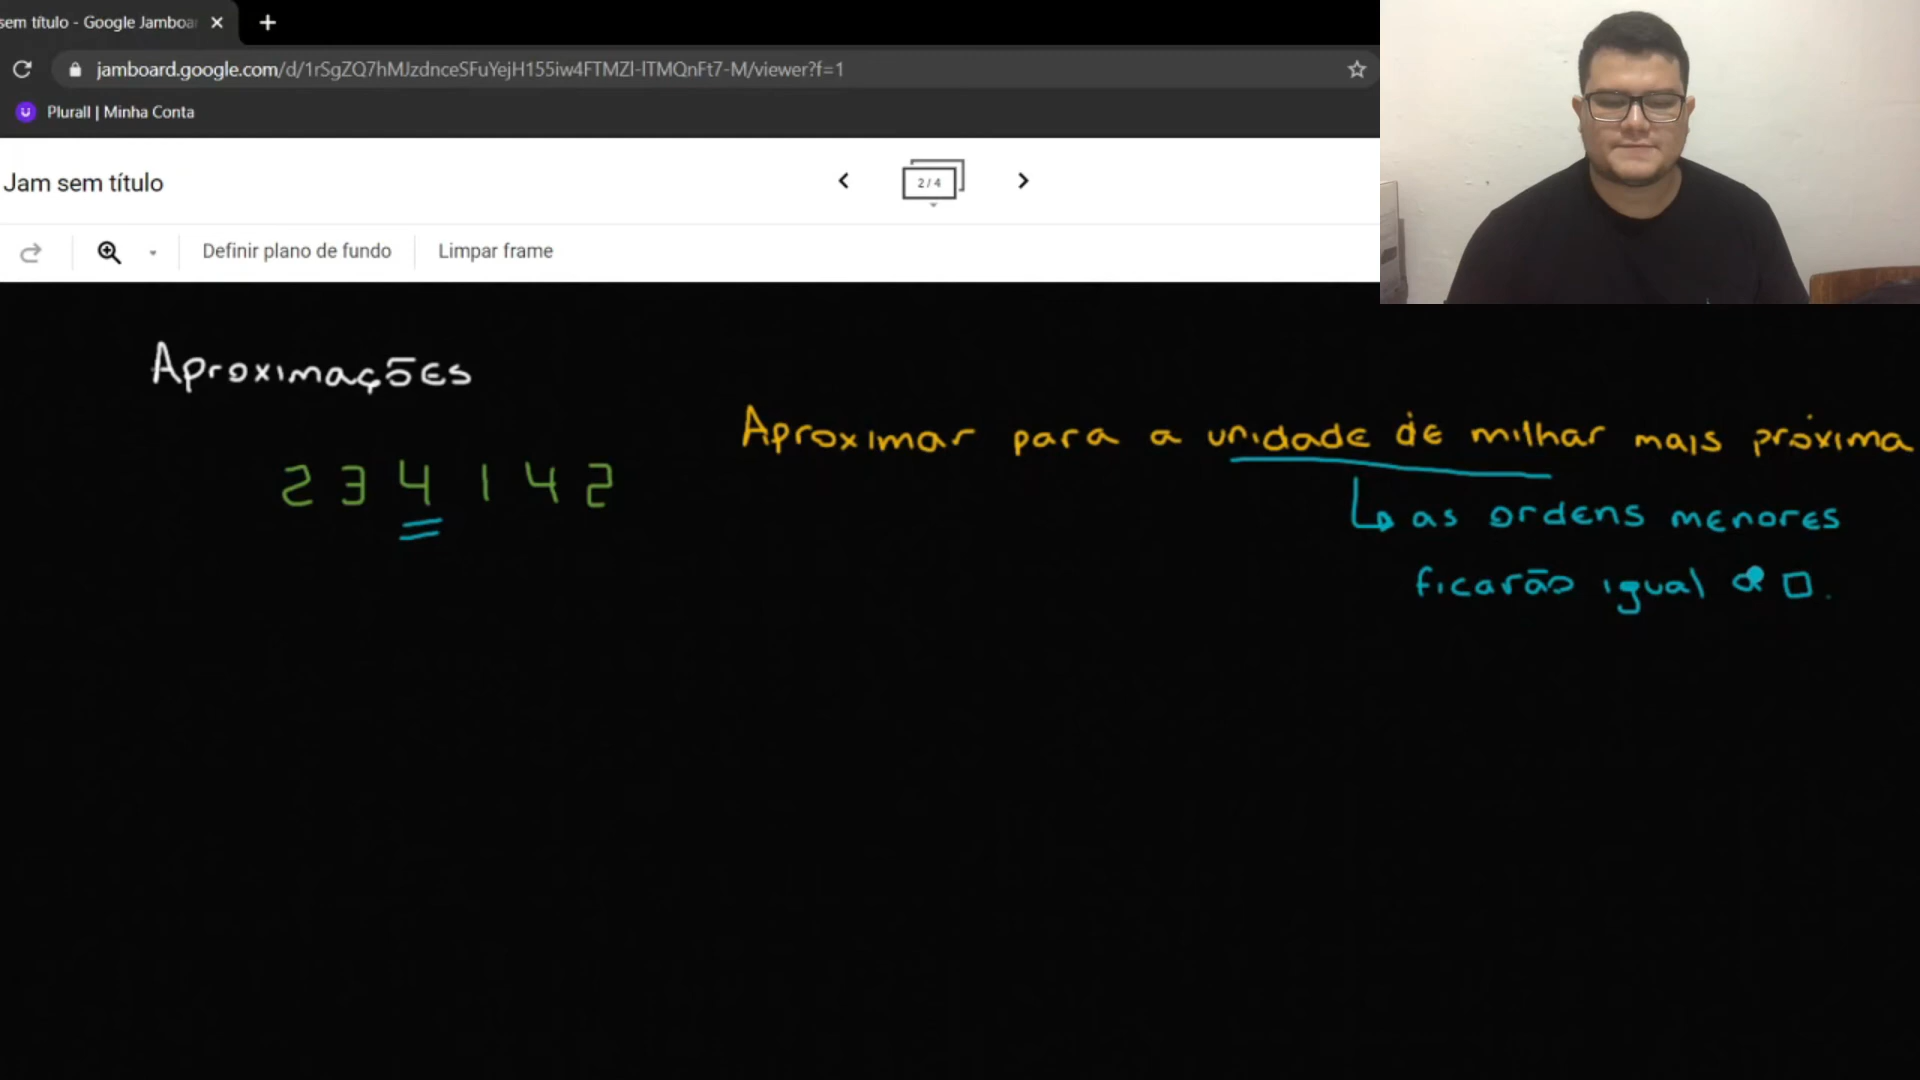 sem título - Google Jamboa
jamboard.google.com/d/1rSgZQ7hMJzdnceSFuYejH155iw4FTMZl-lTMQnFt7-M/viewer?f=1
Plurall | Minha Conta
Jam sem título
2 / 4
Definir plano de fundo
Limpar frame
Aproximações
Aproximar para a unidade de milhar mais próxima
2 3 4 1 4 2
as ordens menores
ficarão igual a 0.